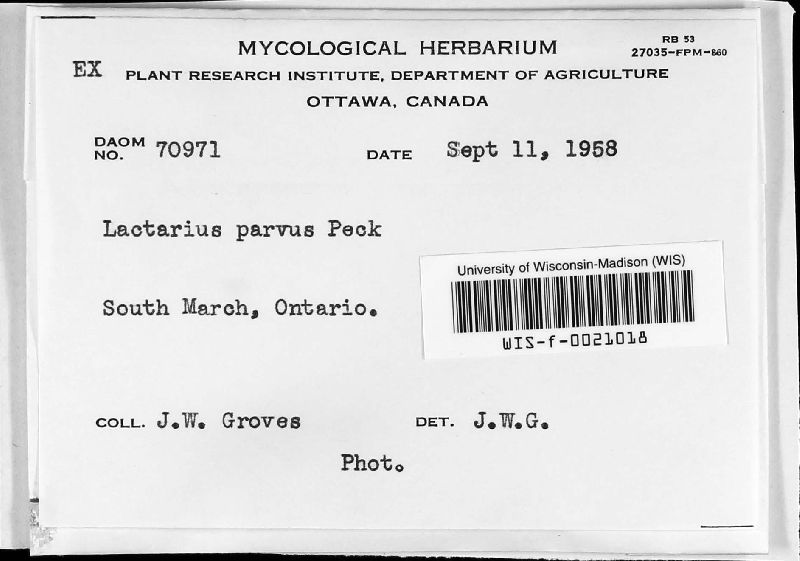 RB 53
MYCOLOGICAL HERBARIUM 27035-FPM-860
EX PLANT RESEARCH INSTITUTE, DEPARTMENT OF AGRICULTURE
OTTAWA, CANADA
DAOM NO. 70971 DATE Sept 11, 1958
Lactarius parvus Peck
University of Wisconsin-Madison (WIS)
South March, Ontario.
WIS-f-0021018
COLL. J.W. Groves DET. J.W.G.
Phot.